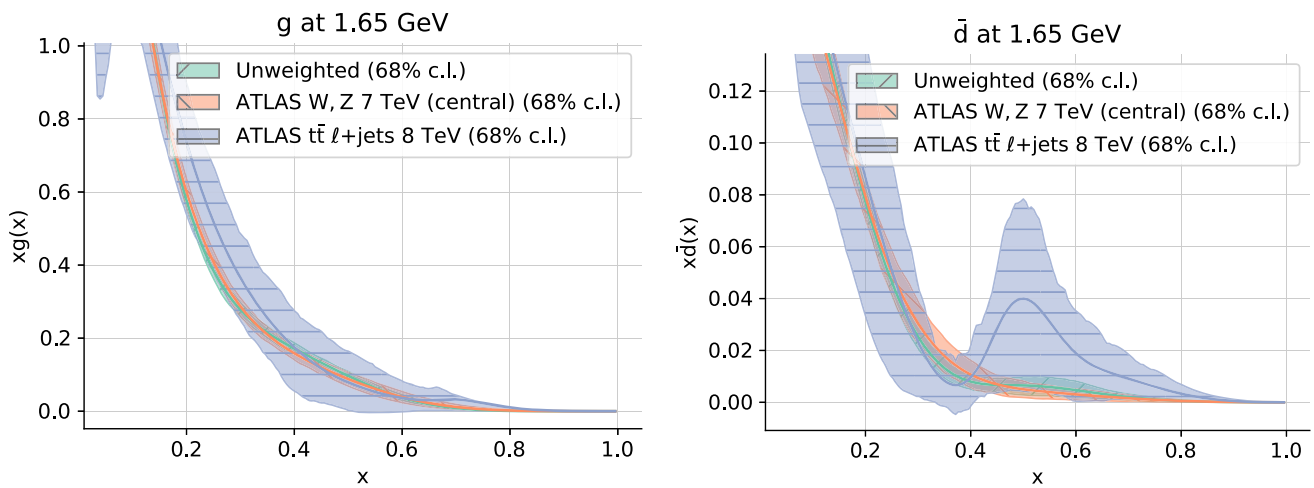 g at 1.65 GeV
1.0
0.8
0.6
0.4
0.2
0.0
xg(x)
Unweighted (68% c.l.)
ATLAS W, Z 7 TeV (central) (68% c.l.)
ATLAS tt̄ ℓ+jets 8 TeV (68% c.l.)
0.2 0.4 0.6 0.8 1.0
x
d̄ at 1.65 GeV
0.12
0.10
0.08
0.06
0.04
0.02
0.00
xd̄(x)
Unweighted (68% c.l.)
ATLAS W, Z 7 TeV (central) (68% c.l.)
ATLAS tt̄ ℓ+jets 8 TeV (68% c.l.)
0.2 0.4 0.6 0.8 1.0
x